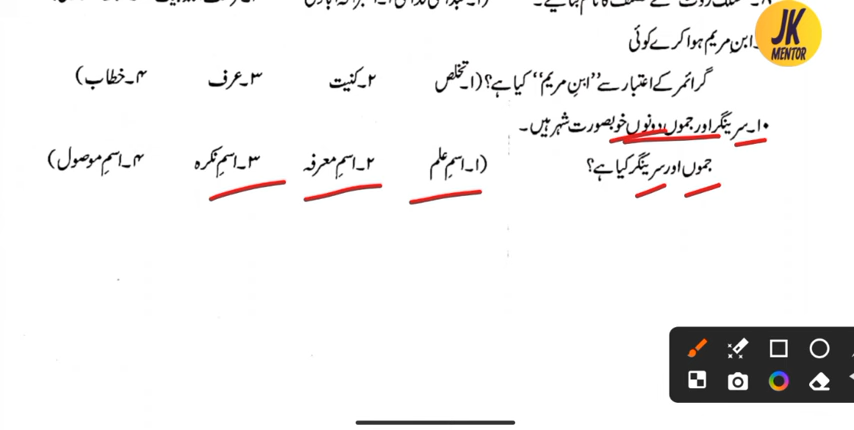 JK
MENTOR
ابنِ مریم ہوا کرے کوئی
گرائمر کے اعتبار سے ’’ابنِ مریم‘‘ کیا ہے؟ (۱۔تخلص ۲۔کنیت ۳۔عرف ۴۔خطاب)
۱۰۔سرینگر اور جموں دونوں خوبصورت شہر ہیں۔
جموں اور سرینگر کیا ہے؟ (۱۔اسمِ علم ۲۔اسمِ معرفہ ۳۔اسمِ نکرہ ۴۔اسمِ موصول)